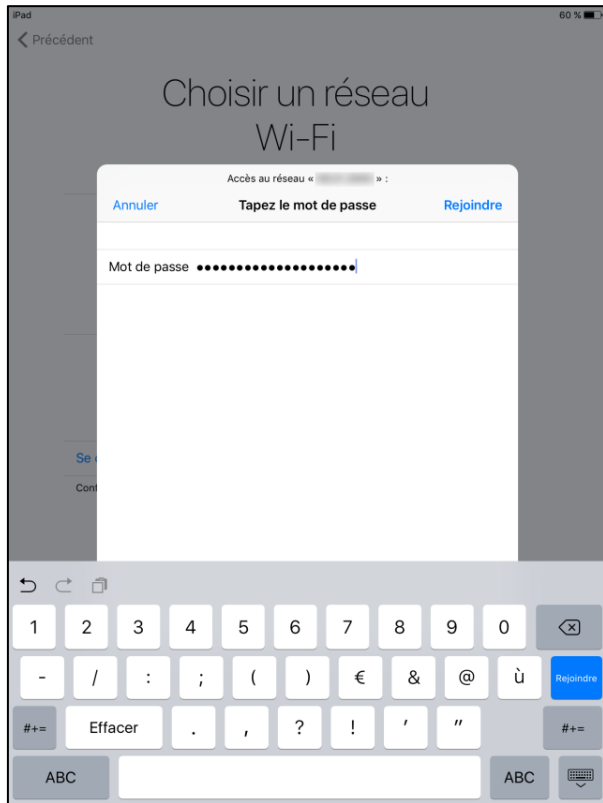 iPad 60 %
Précédent
Choisir un réseau
Wi-Fi
Accès au réseau « » :
Annuler Tapez le mot de passe Rejoindre
Mot de passe ••••••••••••••••••••
Se
Conf
1 2 3 4 5 6 7 8 9 0
- / : ; ( ) € & @ ù Rejoindre
#+= Effacer . , ? ! ' " #+=
ABC ABC